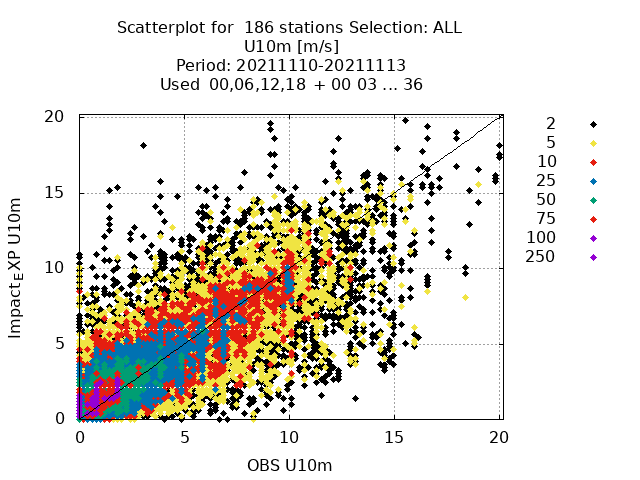 Scatterplot for  186 stations Selection: ALL
U10m [m/s]
Period: 20211110-20211113
Used  00,06,12,18 + 00 03 ... 36
20
15
10
5
0
0 5 10 15 20
Impact_EXP U10m
OBS U10m
2
5
10
25
50
75
100
250